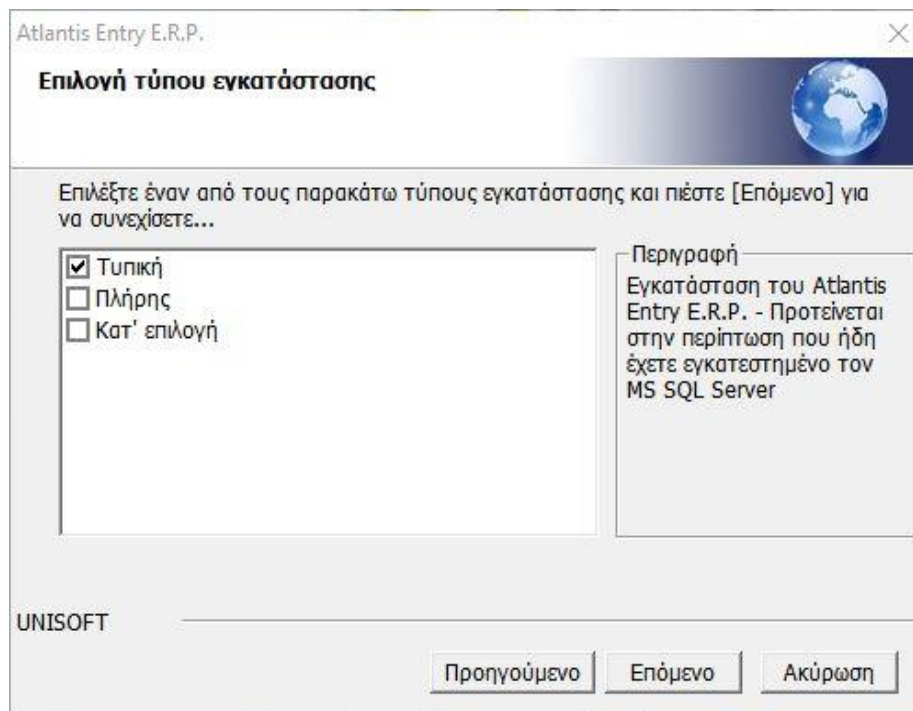 Atlantis Entry E.R.P.
Επιλογή τύπου εγκατάστασης
Επιλέξτε έναν από τους παρακάτω τύπους εγκατάστασης και πιέστε [Επόμενο] για
να συνεχίσετε...
Τυπική
Πλήρης
Κατ' επιλογή
Περιγραφή
Εγκατάσταση του Atlantis
Entry E.R.P. - Προτείνεται
στην περίπτωση που ήδη
έχετε εγκατεστημένο τον
MS SQL Server
UNISOFT
Προηγούμενο
Επόμενο
Ακύρωση